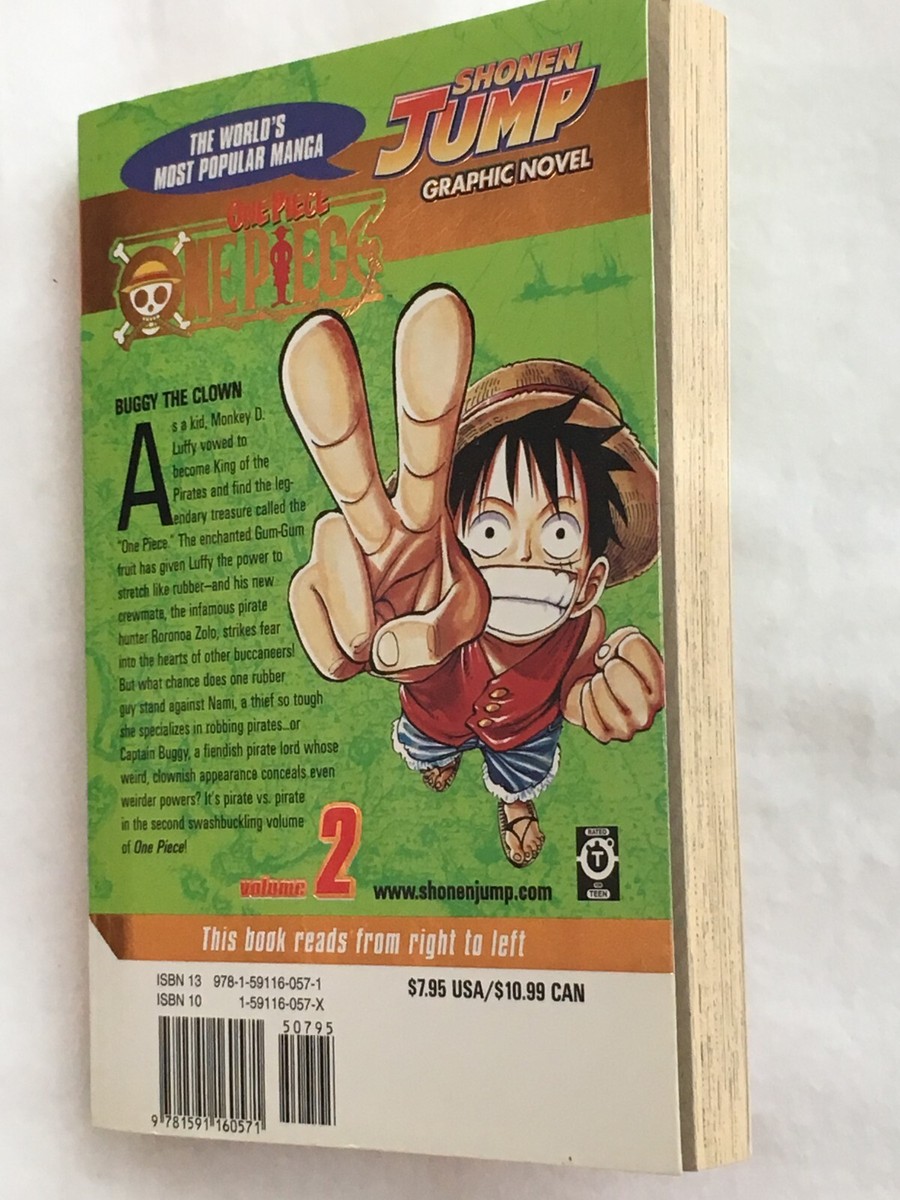 THE WORLD'S
MOST POPULAR MANGA
SHONEN
JUMP
GRAPHIC NOVEL
ONE PIECE
ONE PIECE
BUGGY THE CLOWN
As a kid, Monkey D.
Luffy vowed to
become King of the
Pirates and find the leg-
endary treasure called the
"One Piece." The enchanted Gum-Gum
fruit has given Luffy the power to
stretch like rubber—and his new
crewmate, the infamous pirate
hunter Roronoa Zolo, strikes fear
into the hearts of other buccaneers!
But what chance does one rubber
guy stand against Nami, a thief so tough
she specializes in robbing pirates...or
Captain Buggy, a fiendish pirate lord whose
weird, clownish appearance conceals even
weirder powers? It's pirate vs. pirate
in the second swashbuckling volume
of One Piece!
volume 2
www.shonenjump.com
RATED
T
TEEN
This book reads from right to left
ISBN 13 978-1-59116-057-1
ISBN 10 1-59116-057-X
$7.95 USA/$10.99 CAN
50795
9 781591 160571